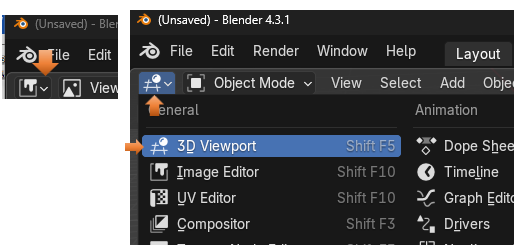 (Unsaved) - Blender
File Edit
View
(Unsaved) - Blender 4.3.1
File Edit Render Window Help Layout
Object Mode View Select Add Objec
General Animation
3D Viewport Shift F5 Dope Shee
Image Editor Shift F10 Timeline
UV Editor Shift F10 Graph Edito
Compositor Shift F3 Drivers